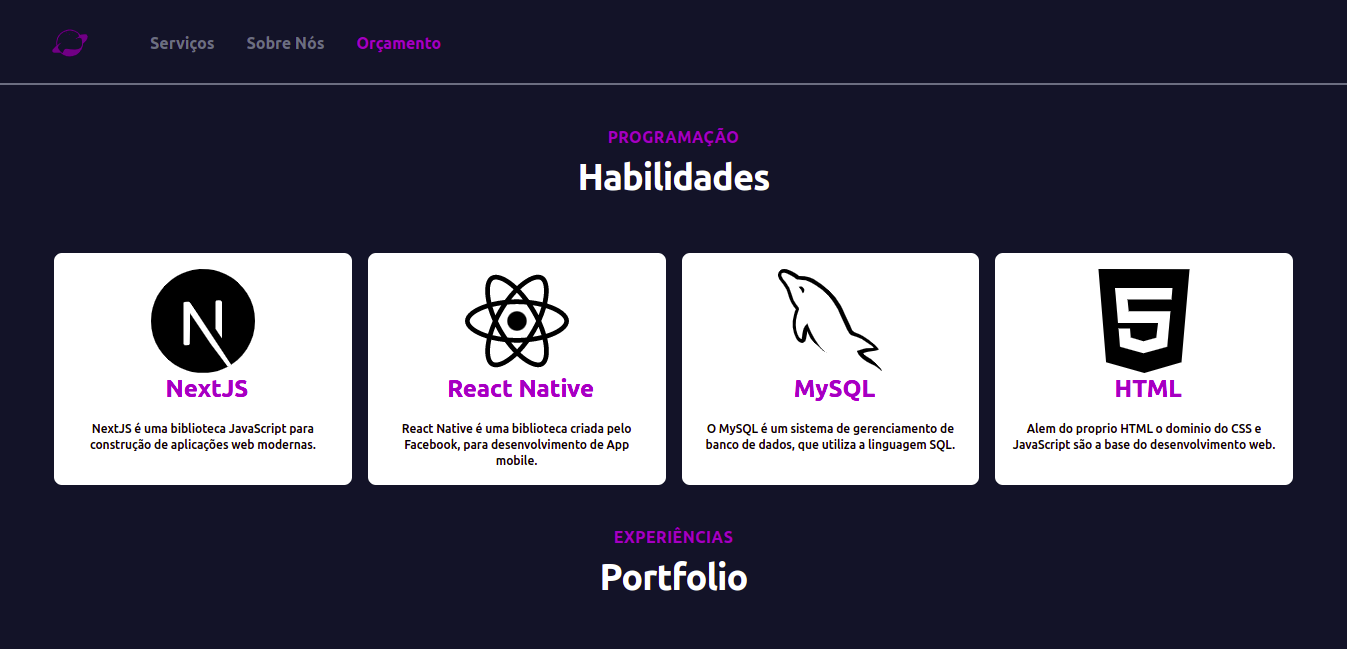 Serviços Sobre Nós Orçamento
PROGRAMAÇÃO
Habilidades
NextJS
NextJS é uma biblioteca JavaScript para
construção de aplicações web modernas.
React Native
React Native é uma biblioteca criada pelo
Facebook, para desenvolvimento de App
mobile.
MySQL
O MySQL é um sistema de gerenciamento de
banco de dados, que utiliza a linguagem SQL.
HTML
Alem do proprio HTML o dominio do CSS e
JavaScript são a base do desenvolvimento web.
EXPERIÊNCIAS
Portfolio